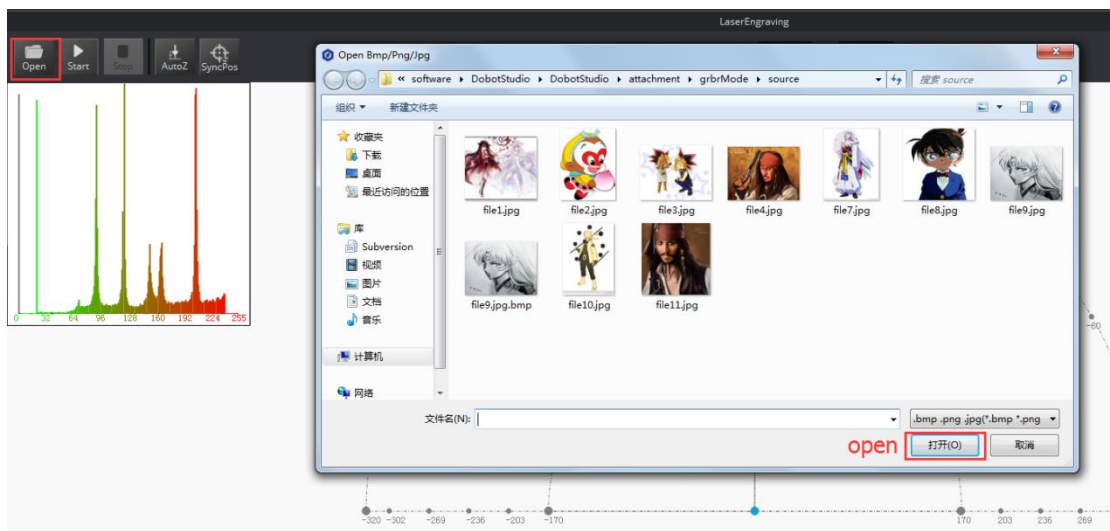 LaserEngraving
Open Start Stop AutoZ SyncPos
Open Bmp/Png/Jpg
« software ▸ DobotStudio ▸ DobotStudio ▸ attachment ▸ grbrMode ▸ source
搜索 source
组织 新建文件夹
收藏夹
下载
桌面
最近访问的位置
库
Subversion
视频
图片
文档
音乐
计算机
网络
file1.jpg file2.jpg file3.jpg file4.jpg file7.jpg file8.jpg file9.jpg
file9.jpg.bmp file10.jpg file11.jpg
文件名(N):
.bmp .png .jpg(*.bmp *.png
open 打开(O) 取消
0 32 64 96 128 160 192 224 255
-60
-320 -302 -269 -236 -203 -170 170 203 236 269